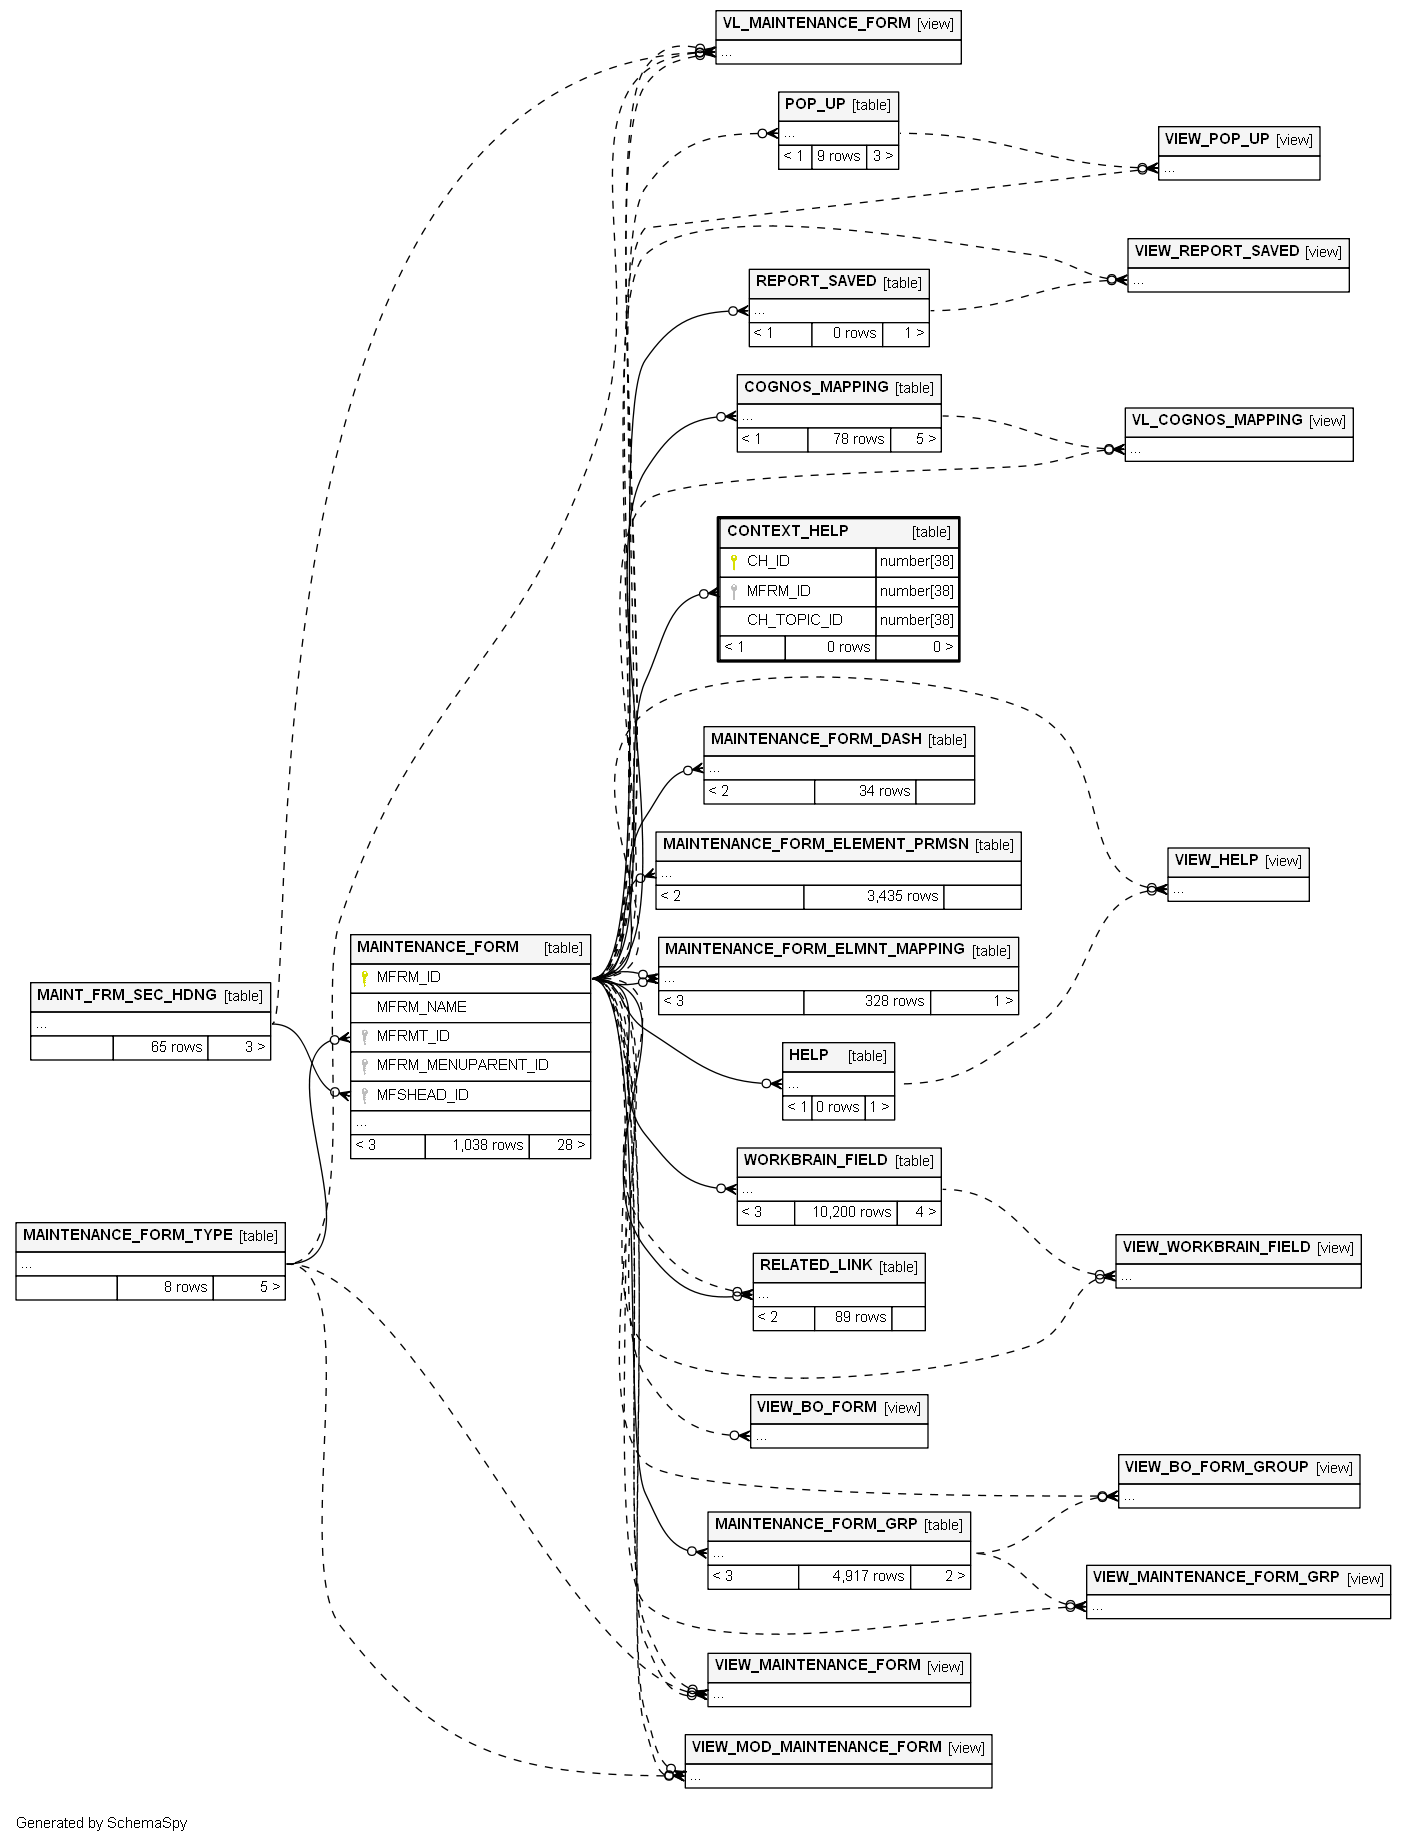 VL_MAINTENANCE_FORM [view]
...
POP_UP [table]
...
< 1 9 rows 3 >
VIEW_POP_UP [view]
...
VIEW_REPORT_SAVED [view]
...
REPORT_SAVED [table]
...
< 1 0 rows 1 >
COGNOS_MAPPING [table]
...
< 1 78 rows 5 >
VL_COGNOS_MAPPING [view]
...
CONTEXT_HELP [table]
CH_ID number[38]
MFRM_ID number[38]
CH_TOPIC_ID number[38]
< 1 0 rows 0 >
MAINTENANCE_FORM_DASH [table]
...
< 2 34 rows
MAINTENANCE_FORM_ELEMENT_PRMSN [table]
...
< 2 3,435 rows
VIEW_HELP [view]
...
MAINTENANCE_FORM [table]
MFRM_ID
MFRM_NAME
MFRMT_ID
MFRM_MENUPARENT_ID
MFSHEAD_ID
...
< 3 1,038 rows 28 >
MAINTENANCE_FORM_ELMNT_MAPPING [table]
...
< 3 328 rows 1 >
MAINT_FRM_SEC_HDNG [table]
...
65 rows 3 >
HELP [table]
...
< 1 0 rows 1 >
WORKBRAIN_FIELD [table]
...
< 3 10,200 rows 4 >
MAINTENANCE_FORM_TYPE [table]
...
8 rows 5 >
VIEW_WORKBRAIN_FIELD [view]
...
RELATED_LINK [table]
...
< 2 89 rows
VIEW_BO_FORM [view]
...
VIEW_BO_FORM_GROUP [view]
...
MAINTENANCE_FORM_GRP [table]
...
< 3 4,917 rows 2 >
VIEW_MAINTENANCE_FORM_GRP [view]
...
VIEW_MAINTENANCE_FORM [view]
...
VIEW_MOD_MAINTENANCE_FORM [view]
...
Generated by SchemaSpy